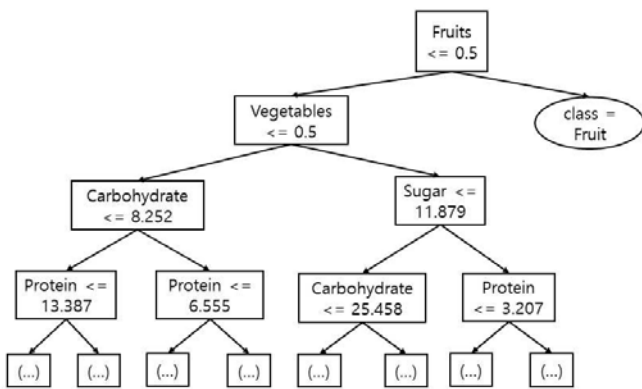 Fruits
<= 0.5
Vegetables
<= 0.5
class =
Fruit
Carbohydrate
<= 8.252
Sugar <=
11.879
Protein <=
13.387
Protein <=
6.555
Carbohydrate
<= 25.458
Protein
<= 3.207
(...)
(...)
(...)
(...)
(...)
(...)
(...)
(...)